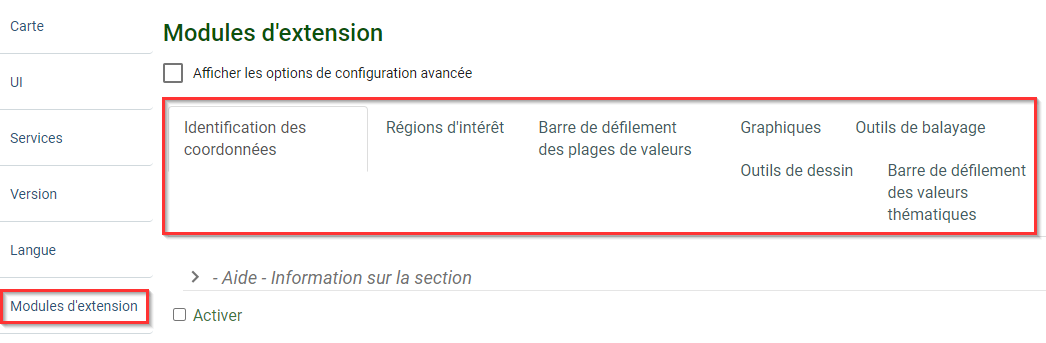 Carte
UI
Services
Version
Langue
Modules d'extension
Modules d'extension
Afficher les options de configuration avancée
Identification des
coordonnées
Régions d'intérêt
Barre de défilement
des plages de valeurs
Graphiques
Outils de balayage
Outils de dessin
Barre de défilement
des valeurs
thématiques
- Aide - Information sur la section
Activer